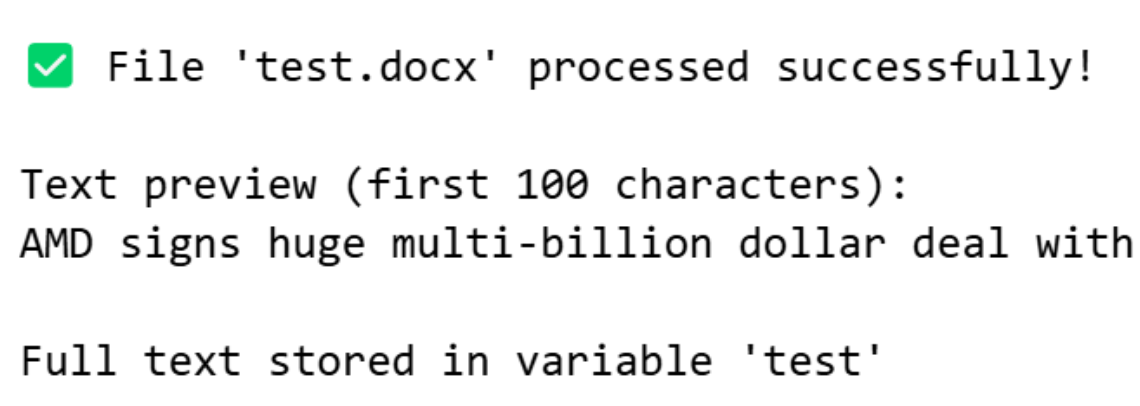 ✅ File 'test.docx' processed successfully!
Text preview (first 100 characters):
AMD signs huge multi-billion dollar deal with
Full text stored in variable 'test'